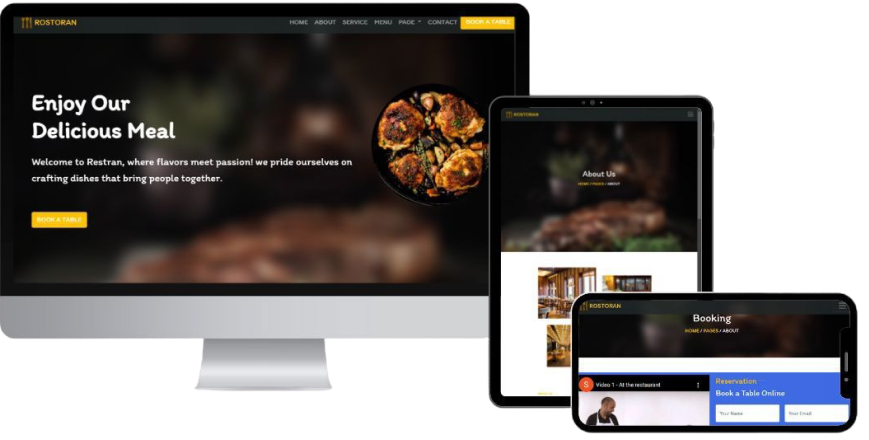 ROSTORAN
HOME ABOUT SERVICE MENU PAGE CONTACT BOOK A TABLE
Enjoy Our
Delicious Meal
Welcome to Restran, where flavors meet passion! we pride ourselves on
crafting dishes that bring people together.
BOOK A TABLE
ROSTORAN
About Us
HOME / PAGES / ABOUT
ROSTORAN
Booking
HOME / PAGES / ABOUT
S Video 1 - At the restaurant
Reservation
Book a Table Online
Your Name Your Email